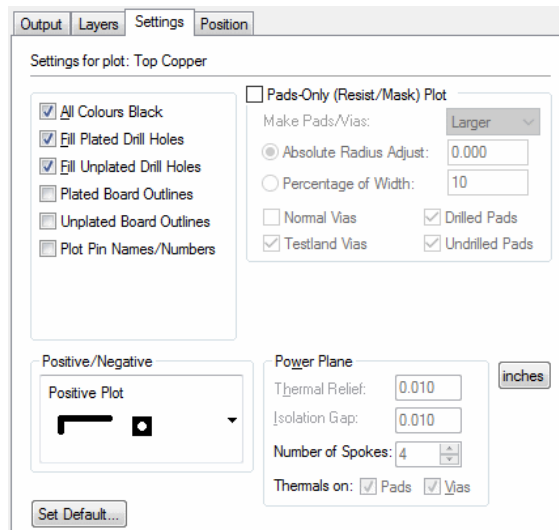 Output Layers Settings Position
Settings for plot: Top Copper
All Colours Black
Fill Plated Drill Holes
Fill Unplated Drill Holes
Plated Board Outlines
Unplated Board Outlines
Plot Pin Names/Numbers
Pads-Only (Resist/Mask) Plot
Make Pads/Vias: Larger
Absolute Radius Adjust: 0.000
Percentage of Width: 10
Normal Vias Drilled Pads
Testland Vias Undrilled Pads
Positive/Negative
Positive Plot
Power Plane
Thermal Relief: 0.010
Isolation Gap: 0.010
Number of Spokes: 4
Thermals on: Pads Vias
inches
Set Default...